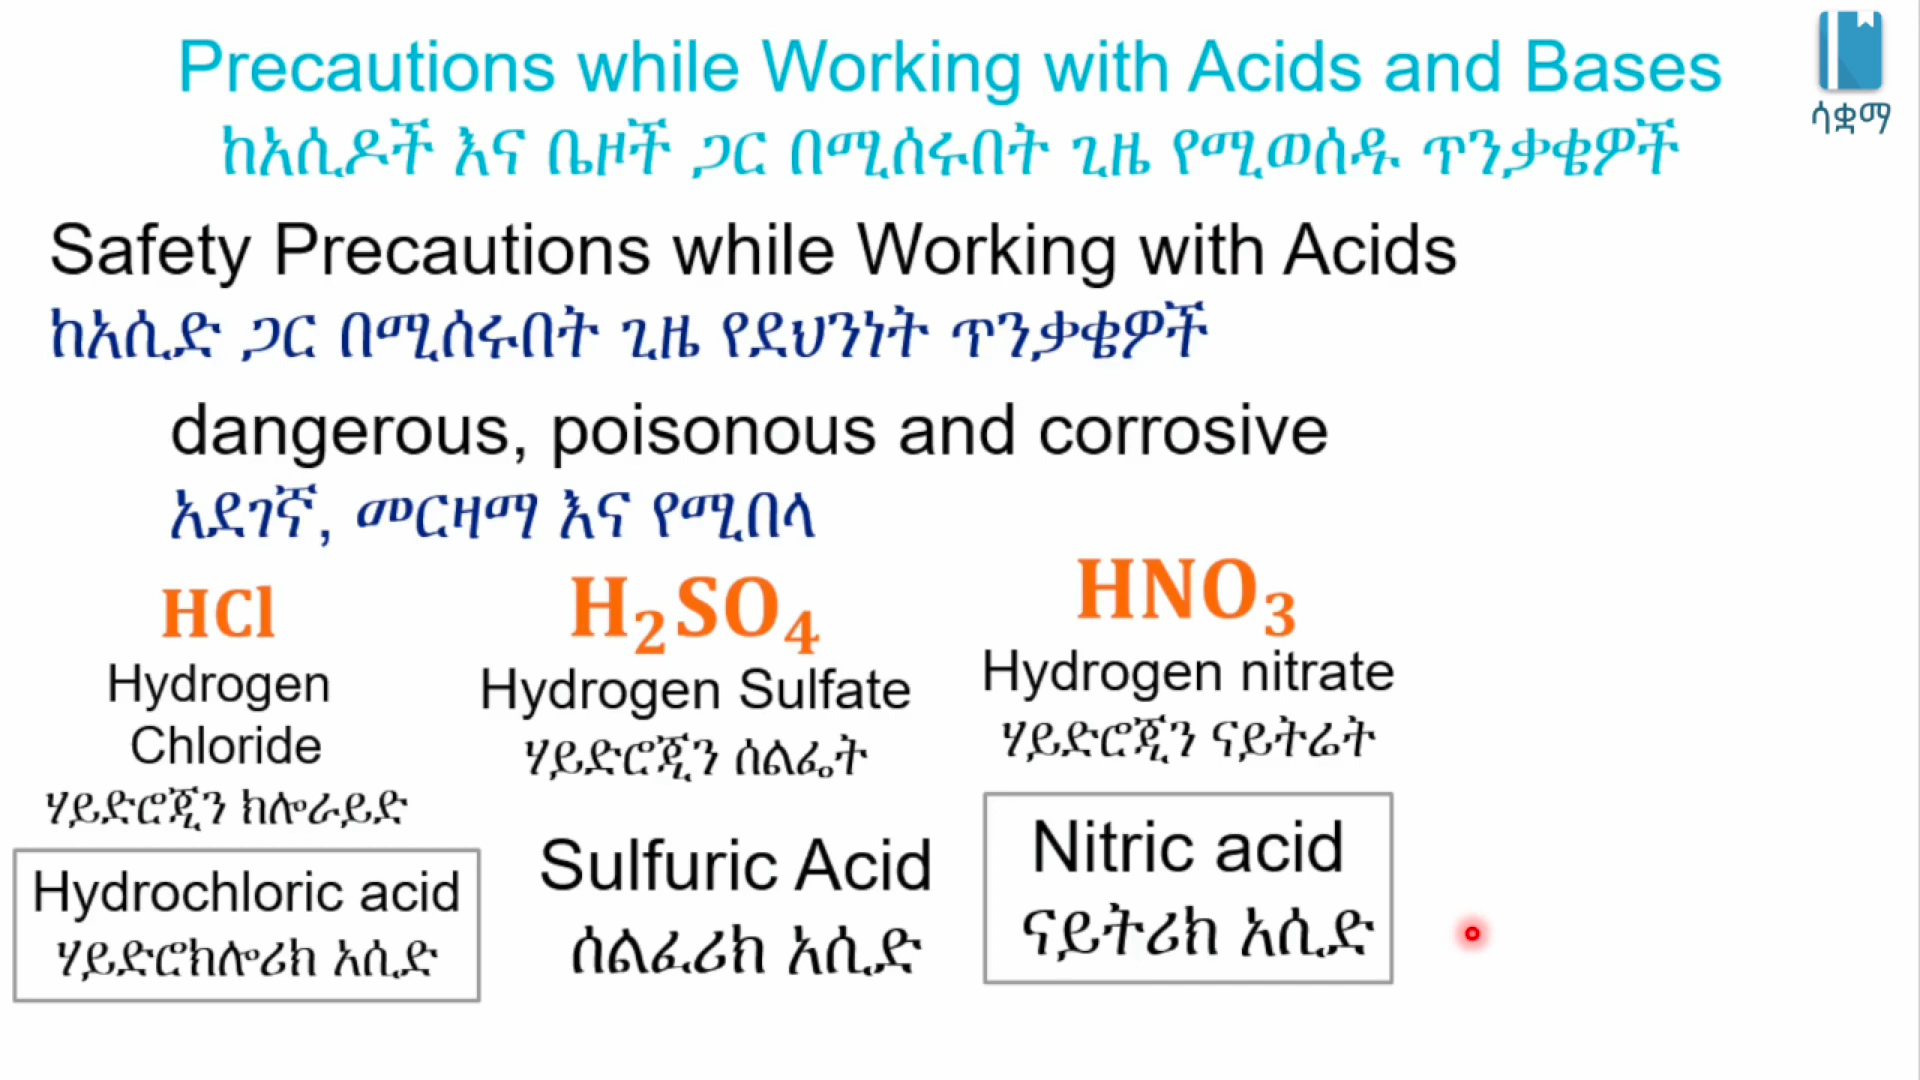 Precautions while Working with Acids and Bases
ከአሲዶች እና ቤዞች ጋር በሚሰሩበት ጊዜ የሚወሰዱ ጥንቃቄዎች
ሳቋማ
Safety Precautions while Working with Acids
ከአሲድ ጋር በሚሰሩበት ጊዜ የደህንነት ጥንቃቄዎች
dangerous, poisonous and corrosive
አደገኛ, መርዛማ እና የሚበላ
HCl
Hydrogen
Chloride
ሃይድሮጂን ክሎራይድ
Hydrochloric acid
ሃይድሮክሎሪክ አሲድ
H₂SO₄
Hydrogen Sulfate
ሃይድሮጂን ሰልፌት
Sulfuric Acid
ሰልፈሪክ አሲድ
HNO₃
Hydrogen nitrate
ሃይድሮጂን ናይትሬት
Nitric acid
ናይትሪክ አሲድ